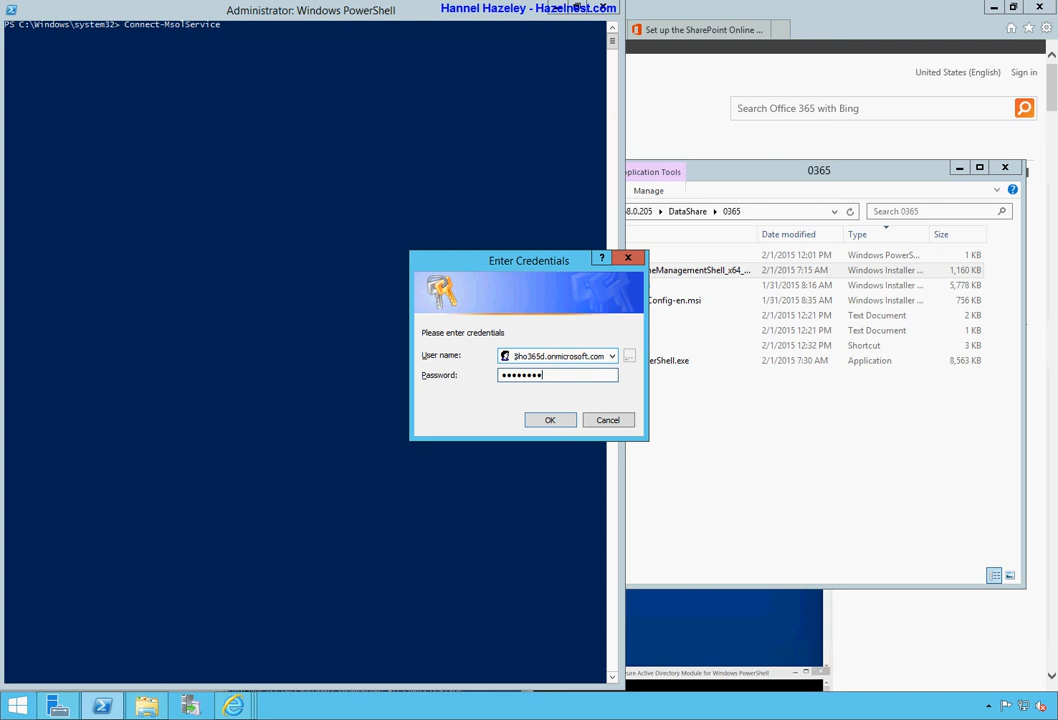 Administrator: Windows PowerShell
Hannel Hazeley - Hazelnest.com
PS C:\Windows\system32> Connect-MsolService
Set up the SharePoint Online ...
United States (English)
Sign in
Search Office 365 with Bing
pplication Tools
0365
Manage
8.0.205
DataShare
0365
Search 0365
Date modified
Type
Size
2/1/2015 12:01 PM
Windows PowerS...
1 KB
neManagementShell_x64_...
2/1/2015 7:15 AM
Windows Installer ...
1,160 KB
1/31/2015 8:16 AM
Windows Installer ...
5,778 KB
Config-en.msi
1/31/2015 8:35 AM
Windows Installer ...
756 KB
2/1/2015 12:21 PM
Text Document
2 KB
2/1/2015 12:21 PM
Text Document
1 KB
2/1/2015 12:32 PM
Shortcut
3 KB
erShell.exe
2/1/2015 7:30 AM
Application
8,563 KB
Enter Credentials
Please enter credentials
User name:
ho365d.onmicrosoft.com
Password:
OK
Cancel
ure Active Directory Module for Windows PowerShell